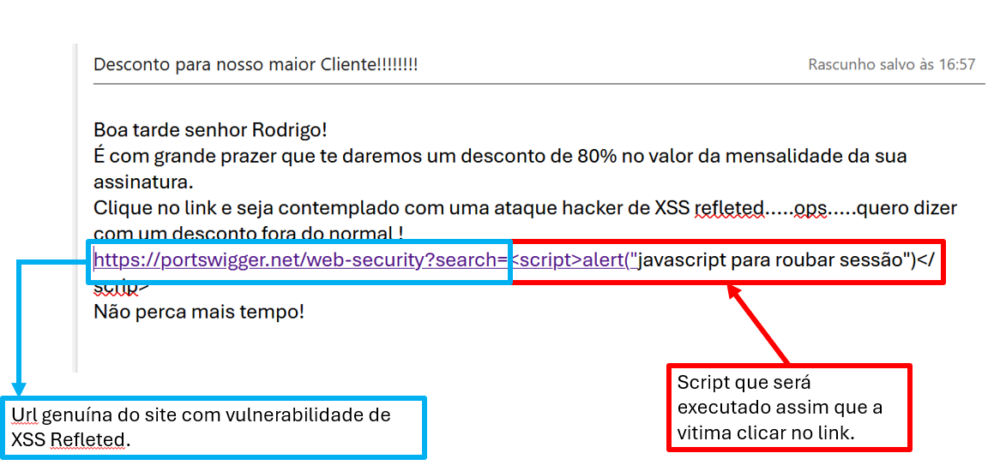 Desconto para nosso maior Cliente!!!!!!!!
Rascunho salvo às 16:57
Boa tarde senhor Rodrigo!
É com grande prazer que te daremos um desconto de 80% no valor da mensalidade da sua
assinatura.
Clique no link e seja contemplado com uma ataque hacker de XSS refleted.....ops.....quero dizer
com um desconto fora do normal !
https://portswigger.net/web-security?search=<script>alert("javascript para roubar sessão")</
scrip>
Não perca mais tempo!
Url genuína do site com vulnerabilidade de
XSS Refleted.
Script que será
executado assim que a
vitima clicar no link.